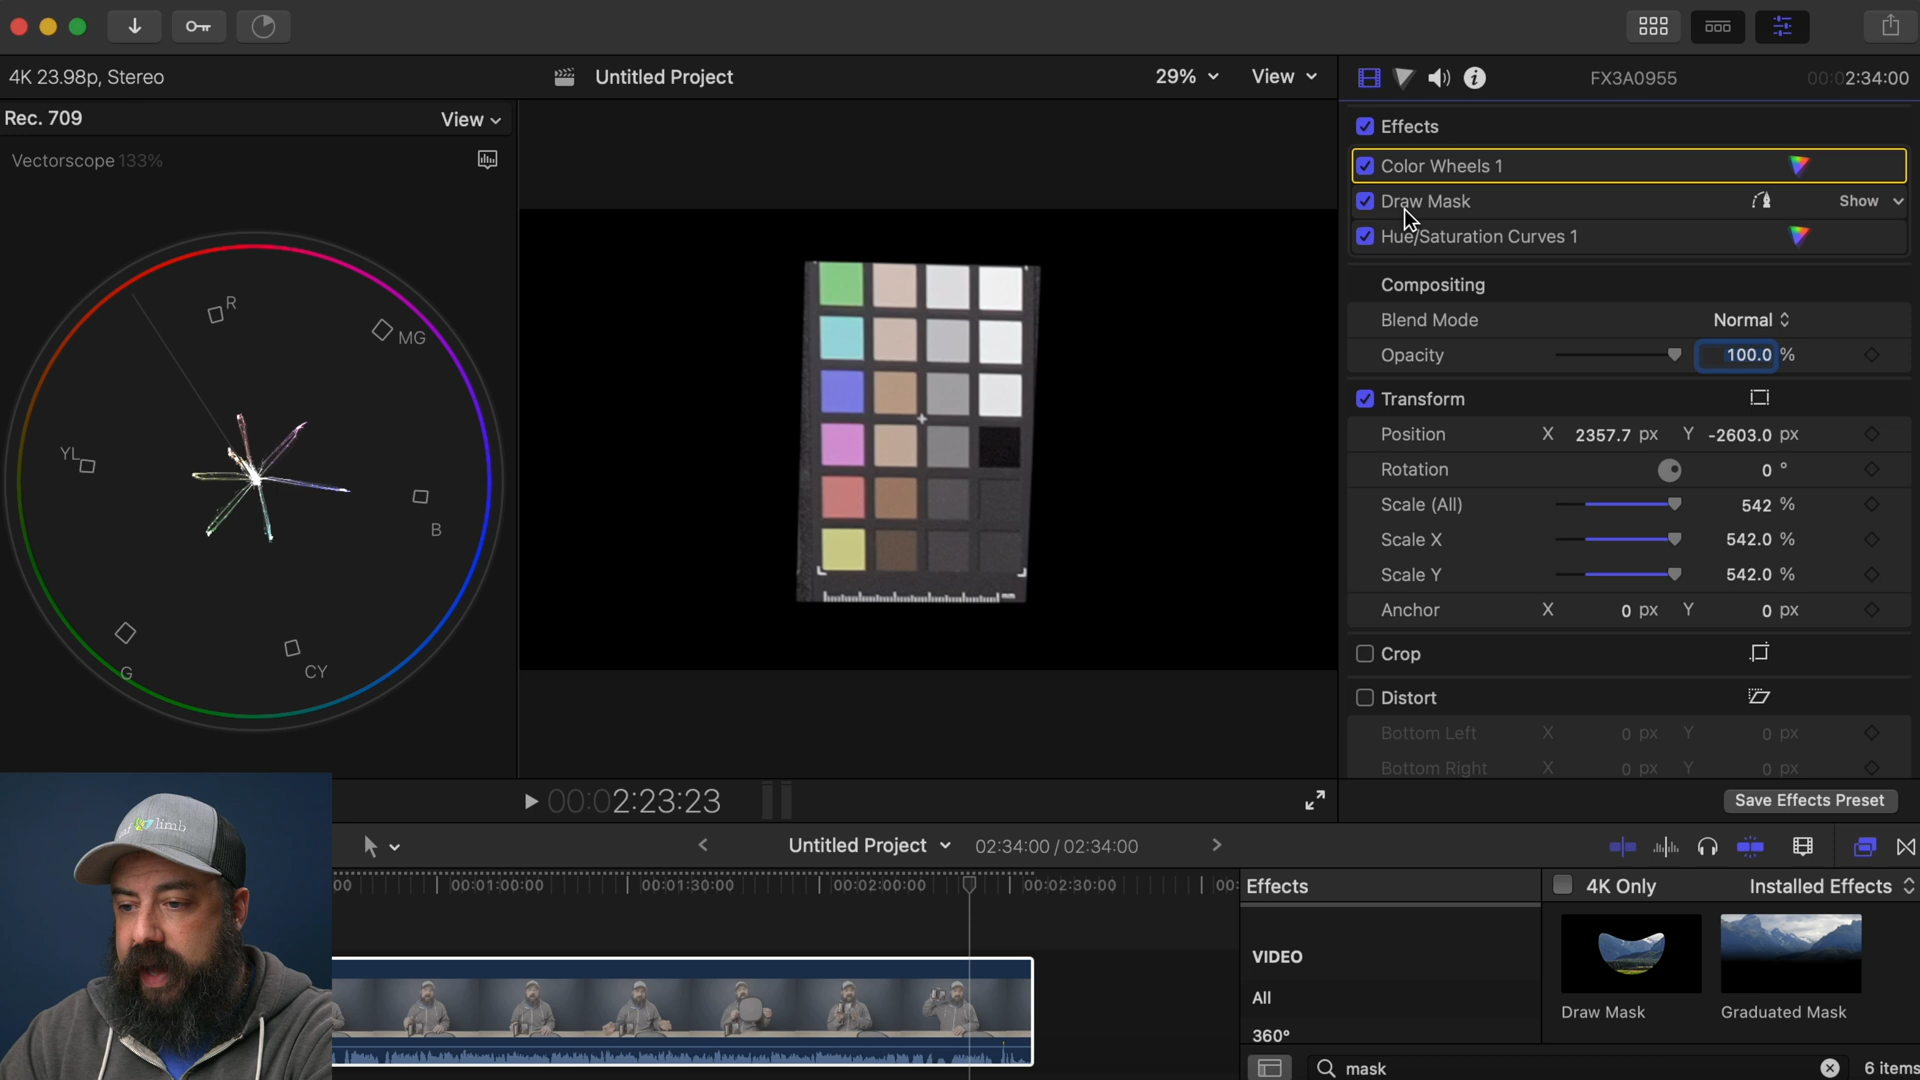 4K 23.98p, Stereo
Untitled Project
29%
View
FX3A0955
00:02:34:00
Rec. 709
View
Vectorscope 133%
R
MG
YL
B
G
CY
Effects
Color Wheels 1
Draw Mask
Show
Hue/Saturation Curves 1
Compositing
Blend Mode
Normal
Opacity
100.0 %
Transform
Position X 2357.7 px Y -2603.0 px
Rotation 0 °
Scale (All) 542 %
Scale X 542.0 %
Scale Y 542.0 %
Anchor X 0 px Y 0 px
Crop
Distort
Bottom Left X 0 px Y 0 px
Bottom Right X 0 px Y 0 px
Save Effects Preset
00:02:23:23
limb
Untitled Project
02:34:00 / 02:34:00
00
00:01:00:00
00:01:30:00
00:02:00:00
00:02:30:00
00:
Effects
4K Only
Installed Effects
VIDEO
All
360°
Draw Mask
Graduated Mask
mask
6 items